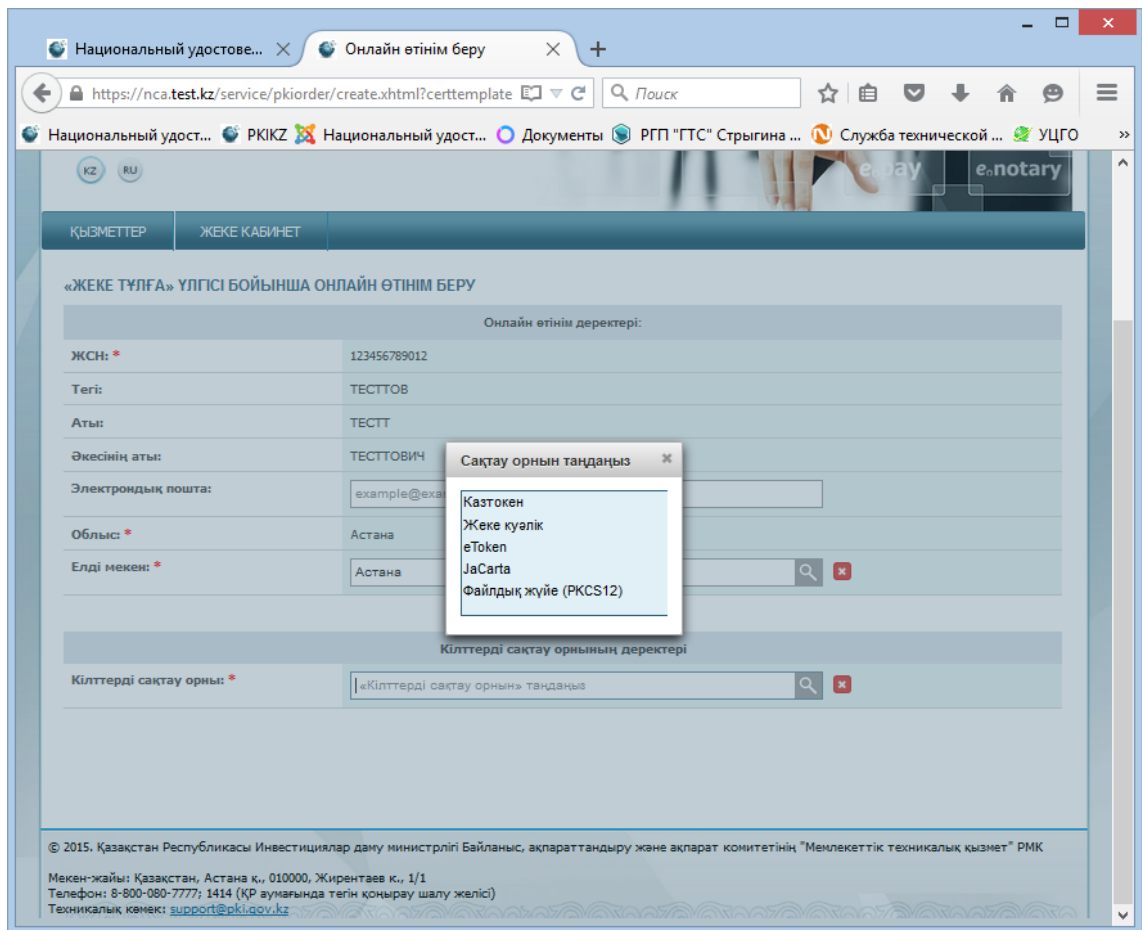 Национальный удостове...
Онлайн өтінім беру
https://nca.test.kz/service/pkiorder/create.xhtml?certtemplate
Поиск
Национальный удост...
PKIKZ
Национальный удост...
Документы
РГП "ГТС" Стрыгина ...
Служба технической ...
УЦГО
KZ
RU
e.notary
ҚЫЗМЕТТЕР
ЖЕКЕ КАБИНЕТ
«ЖЕКЕ ТҰЛҒА» ҮЛГІСІ БОЙЫНША ОНЛАЙН ӨТІНІМ БЕРУ
Онлайн өтінім деректері:
ЖСН: * 123456789012
Тегі: ТЕСТТОВ
Аты: ТЕСТТ
Әкесінің аты: ТЕСТТОВИЧ
Электрондық пошта: example@exa
Облыс: * Астана
Елді мекен: * Астана
Сақтау орнын таңдаңыз
Казтокен
Жеке куәлік
eToken
JaCarta
Файлдық жүйе (PKCS12)
Кілттерді сақтау орнының деректері
Кілттерді сақтау орны: * «Кілттерді сақтау орнын» таңдаңыз
© 2015. Қазақстан Республикасы Инвестициялар даму министрлігі Байланыс, ақпараттандыру және ақпарат комитетінің "Мемлекеттік техникалық қызмет" РМК
Мекен-жайы: Қазақстан, Астана қ., 010000, Жирентаев к., 1/1
Телефон: 8-800-080-7777; 1414 (ҚР аумағында тегін қоңырау шалу желісі)
Техникалық көмек: support@pki.gov.kz